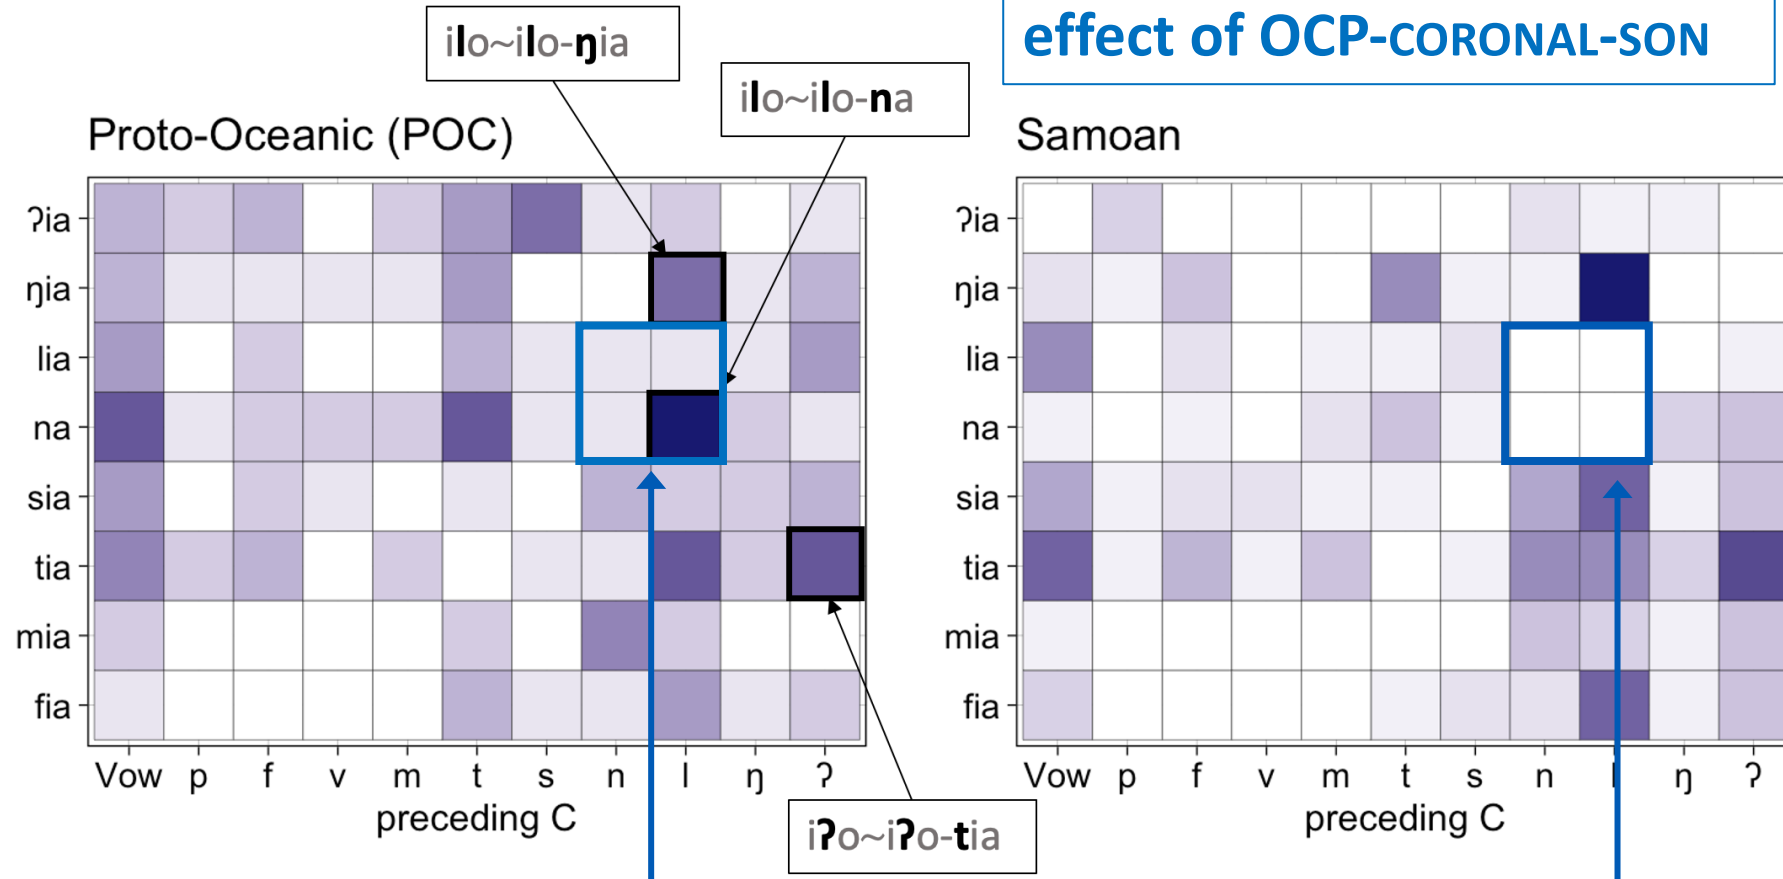 effect of OCP-CORONAL-SON
ilo~ilo-ŋia
ilo~ilo-na
Proto-Oceanic (POC)
ʔia
ŋia
lia
na
sia
tia
mia
fia
Vow p f v m t s n l ŋ ʔ
preceding C
iʔo~iʔo-tia
Samoan
ʔia
ŋia
lia
na
sia
tia
mia
fia
Vow p f v m t s n l ŋ ʔ
preceding C